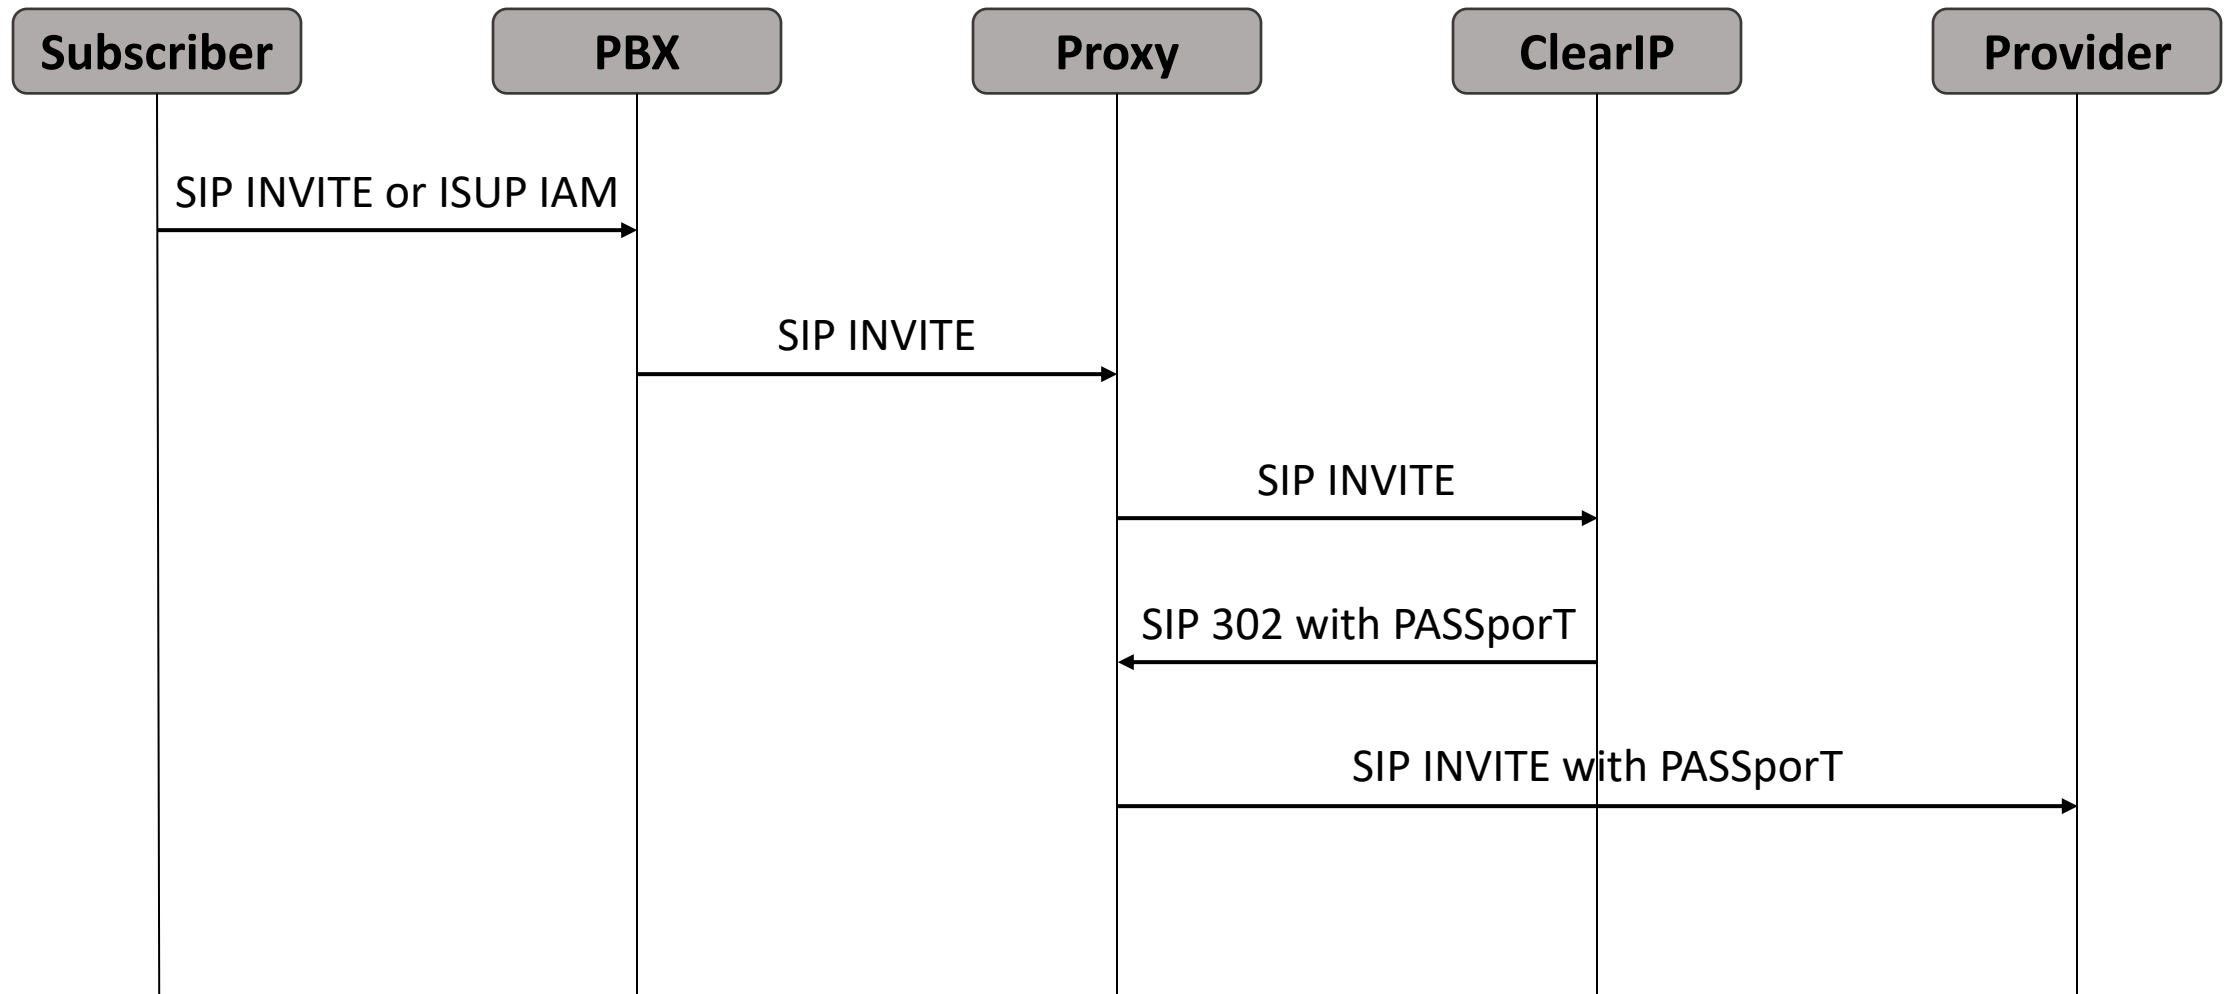 Subscriber
PBX
Proxy
ClearIP
Provider
SIP INVITE or ISUP IAM
SIP INVITE
SIP INVITE
SIP 302 with PASSporT
SIP INVITE with PASSporT